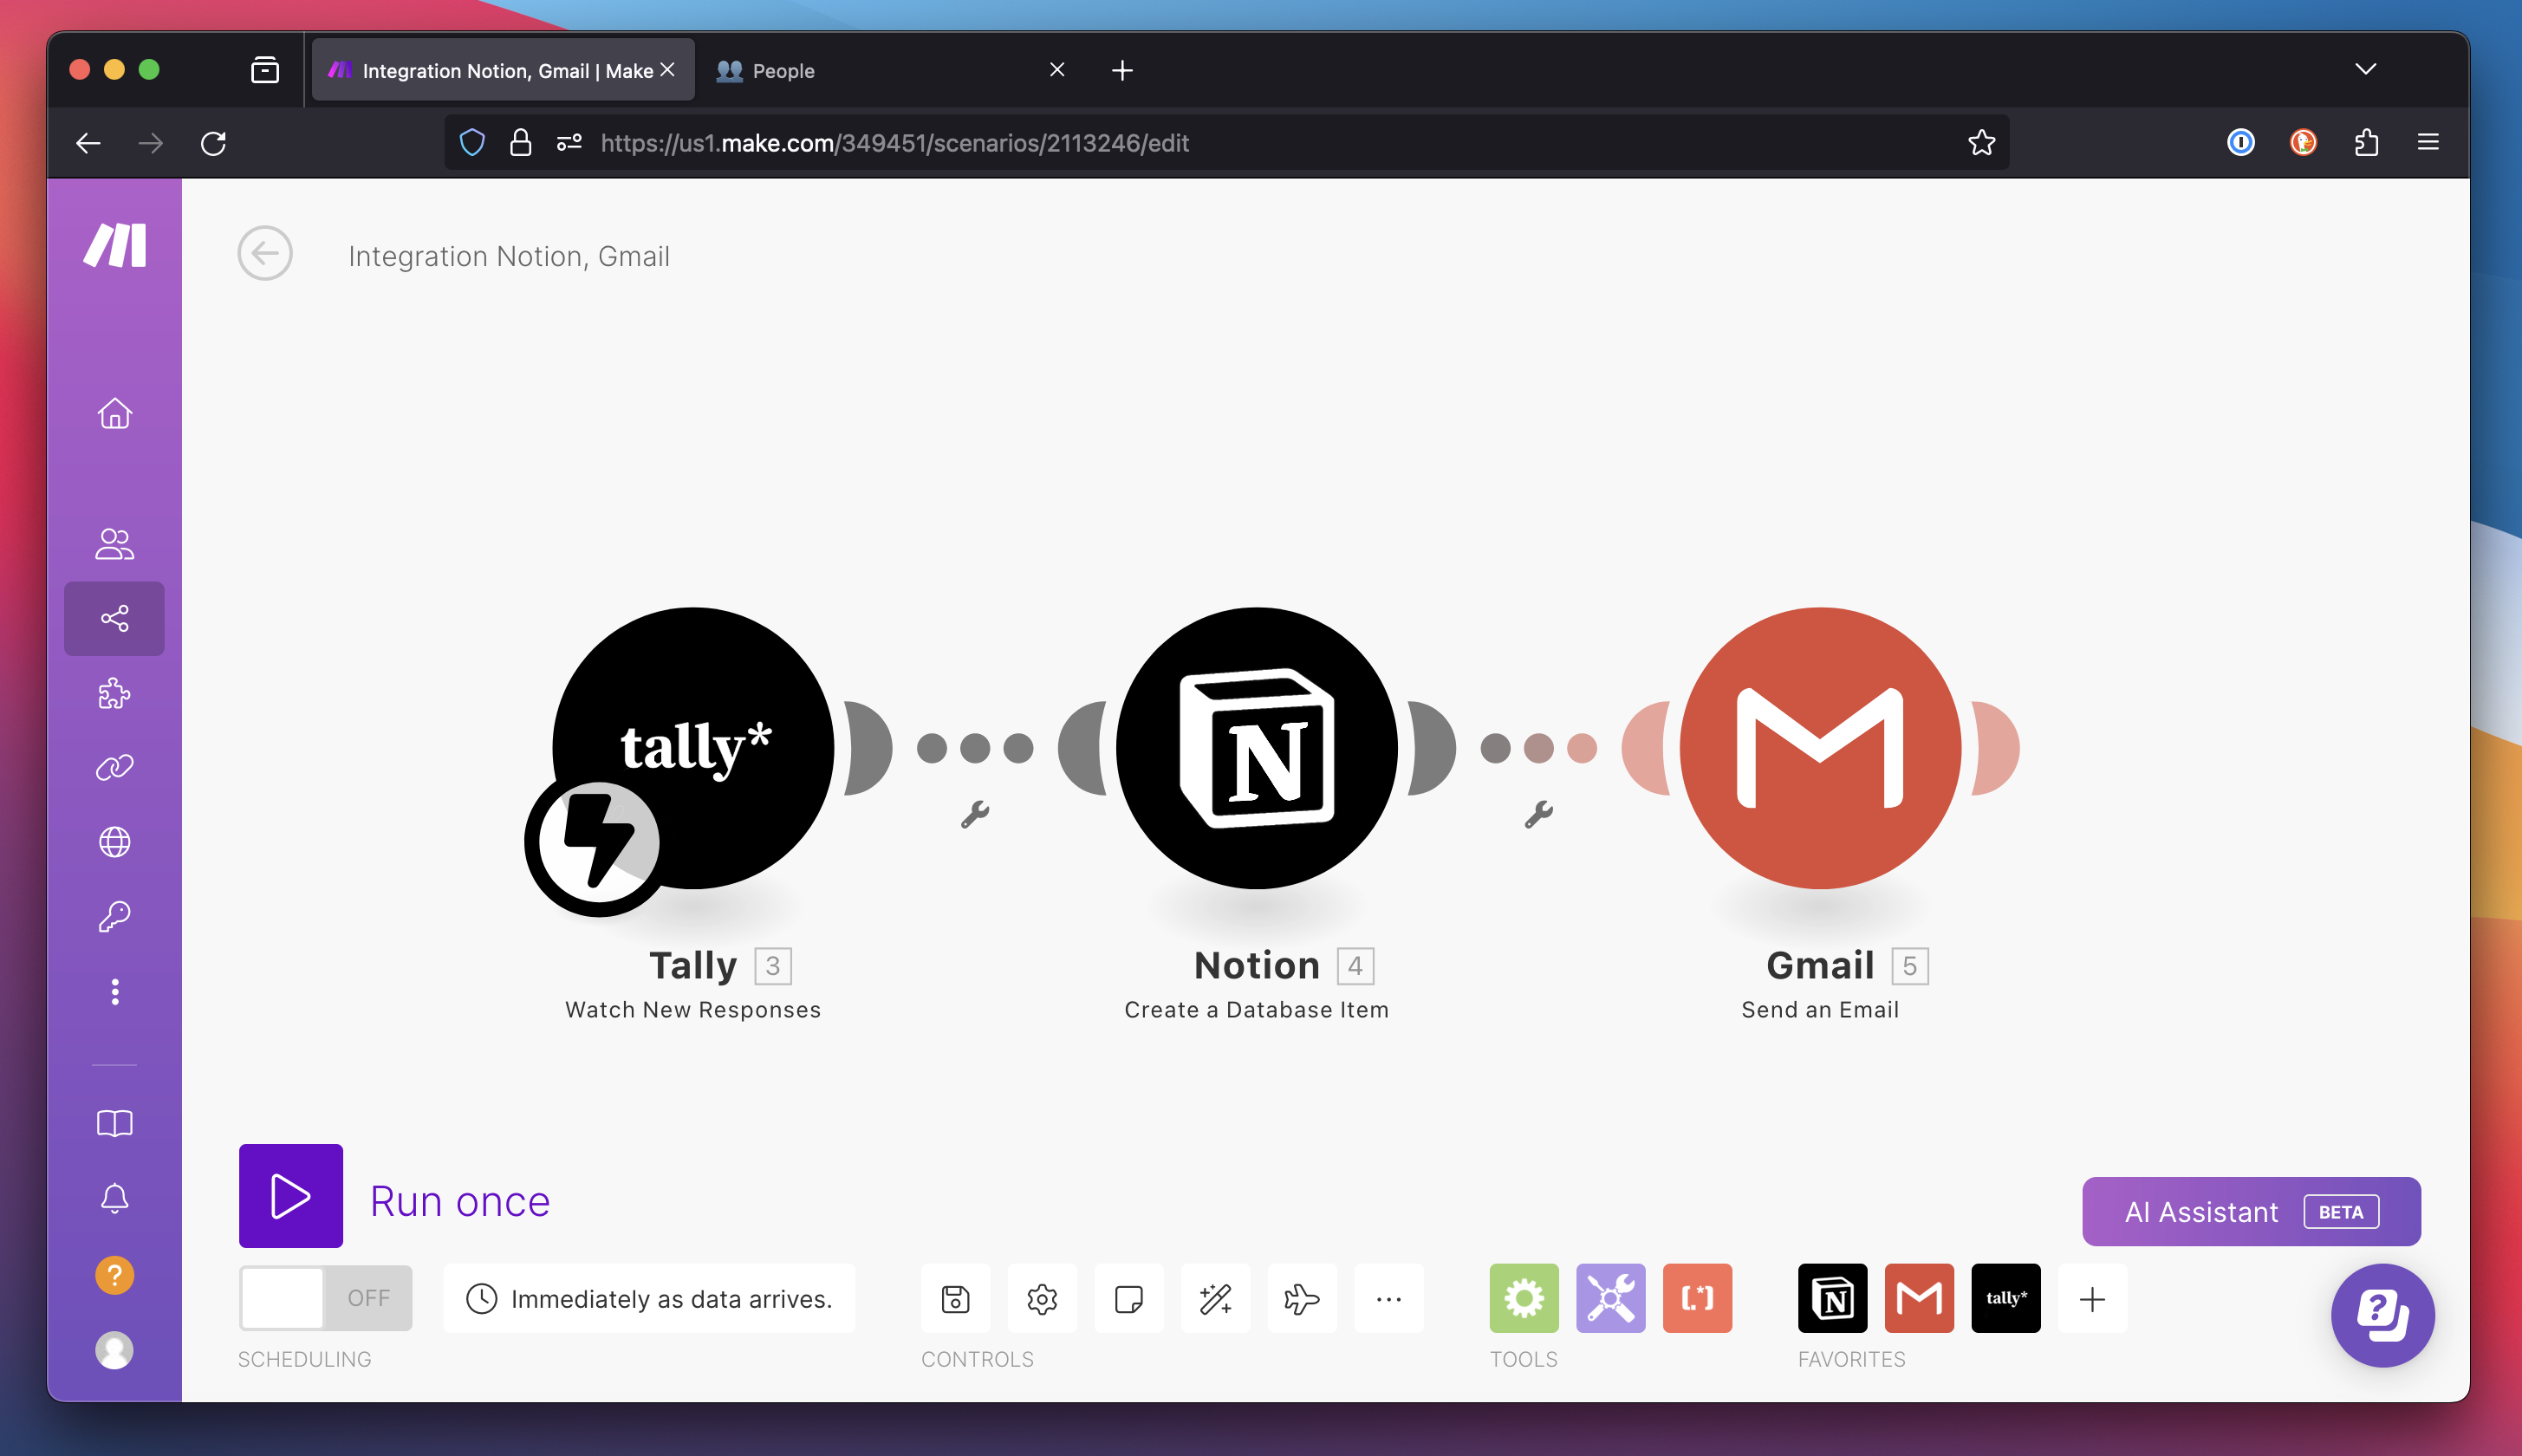 Integration Notion, Gmail | Make
People
https://us1.make.com/349451/scenarios/2113246/edit
Integration Notion, Gmail
tally*
N
Tally 3
Watch New Responses
Notion 4
Create a Database Item
Gmail 5
Send an Email
Run once
AI Assistant BETA
OFF
Immediately as data arrives.
tally*
SCHEDULING
CONTROLS
TOOLS
FAVORITES